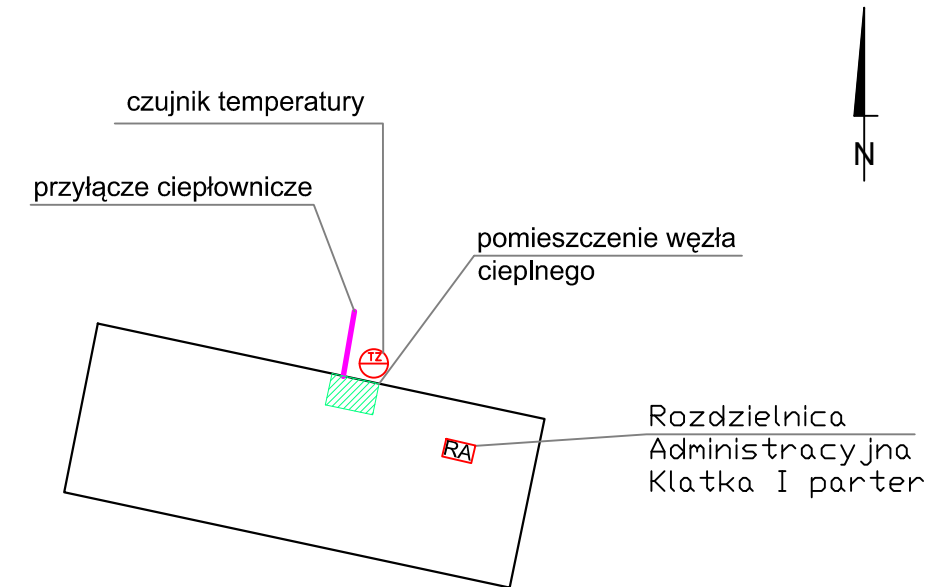 czujnik temperatury
N
przyłącze ciepłownicze
pomieszczenie węzła
cieplnego
TZ
Rozdzielnica
RA
Administracyjna
Klatka I parter